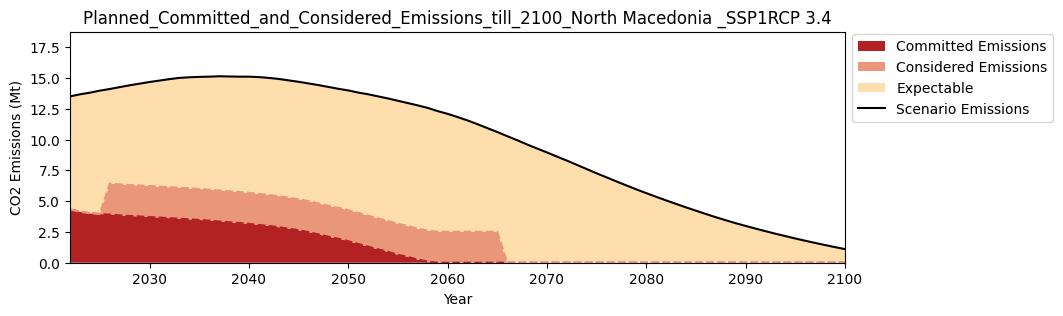 Planned_Committed_and_Considered_Emissions_till_2100_North Macedonia _SSP1RCP 3.4
CO2 Emissions (Mt)
17.5
15.0
12.5
10.0
7.5
5.0
2.5
0.0
2030 2040 2050 2060 2070 2080 2090 2100
Year
Committed Emissions
Considered Emissions
Expectable
Scenario Emissions